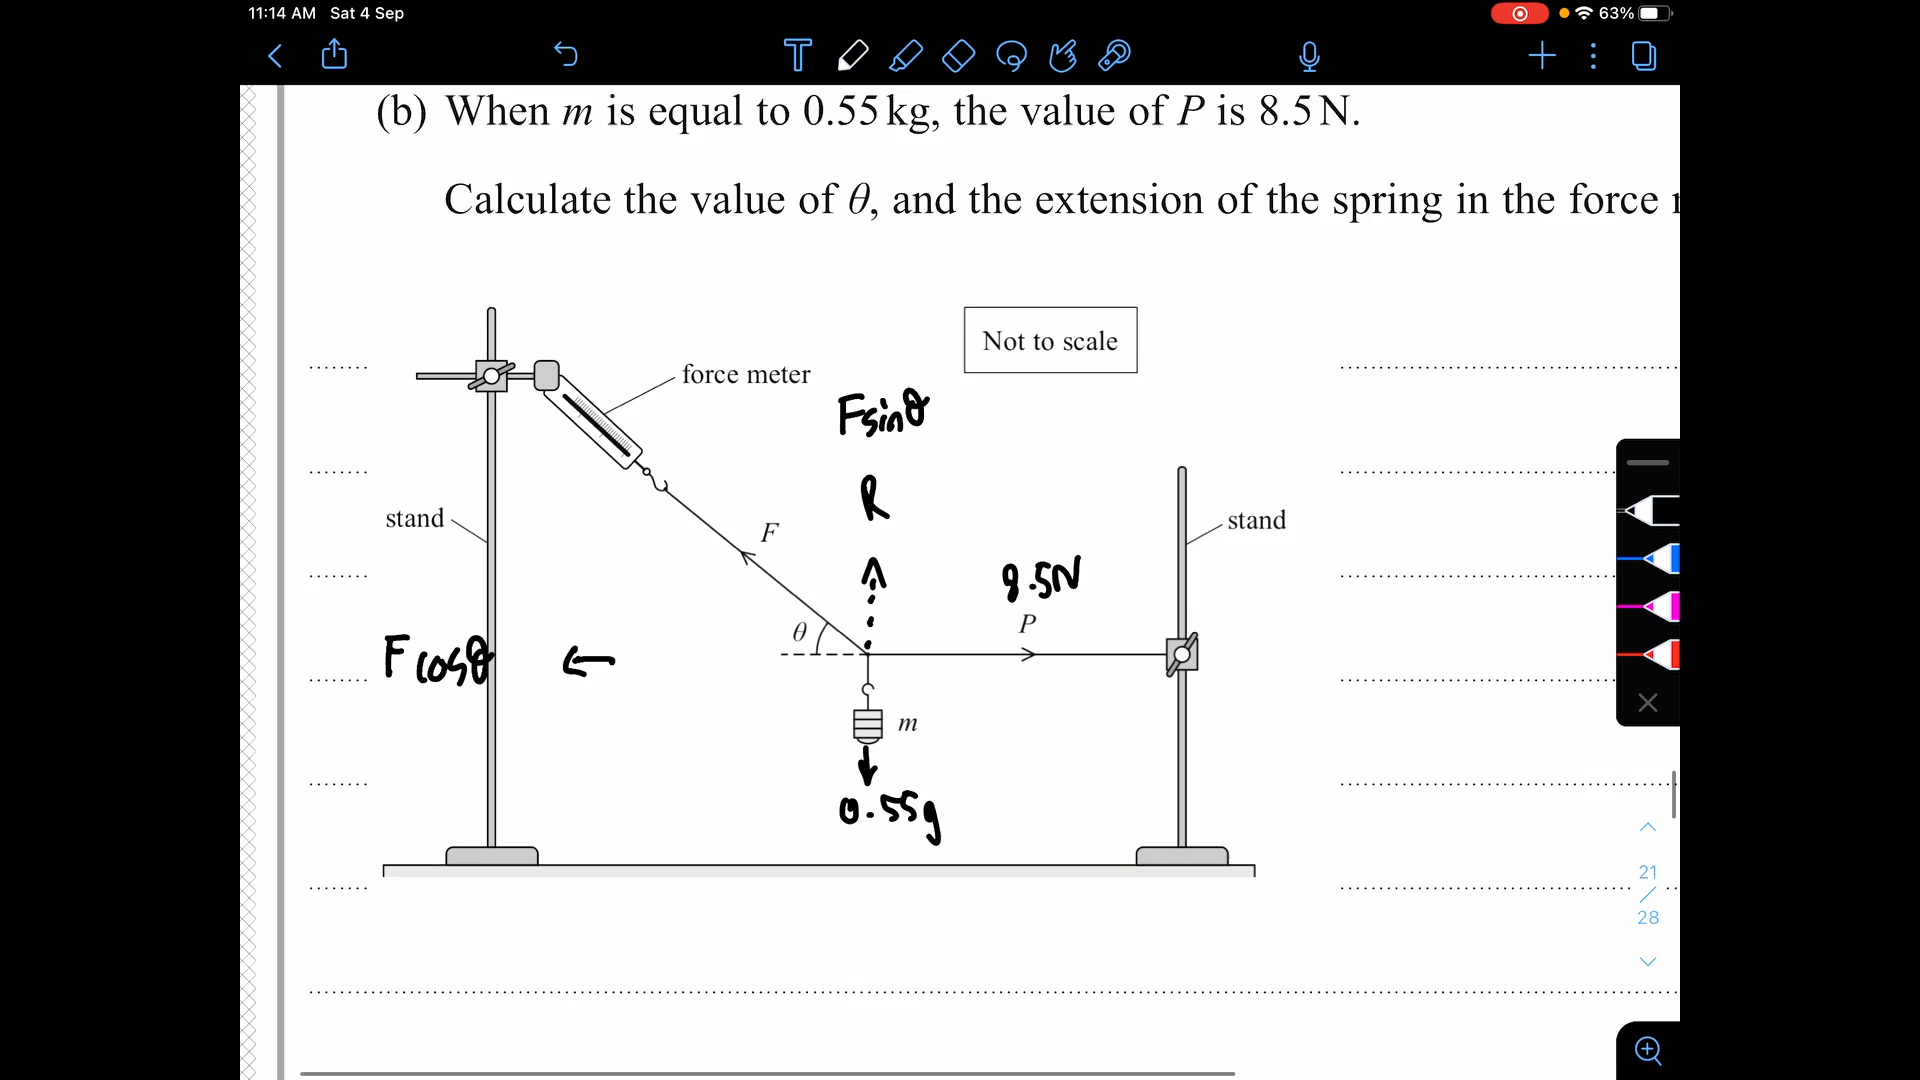 11:14 AM Sat 4 Sep
63%
(b) When m is equal to 0.55 kg, the value of P is 8.5 N.
Calculate the value of θ, and the extension of the spring in the force
Not to scale
force meter
Fsinθ
R
stand
F
stand
8.5N
θ
P
Fcosθ
m
0.55g
21
/
28